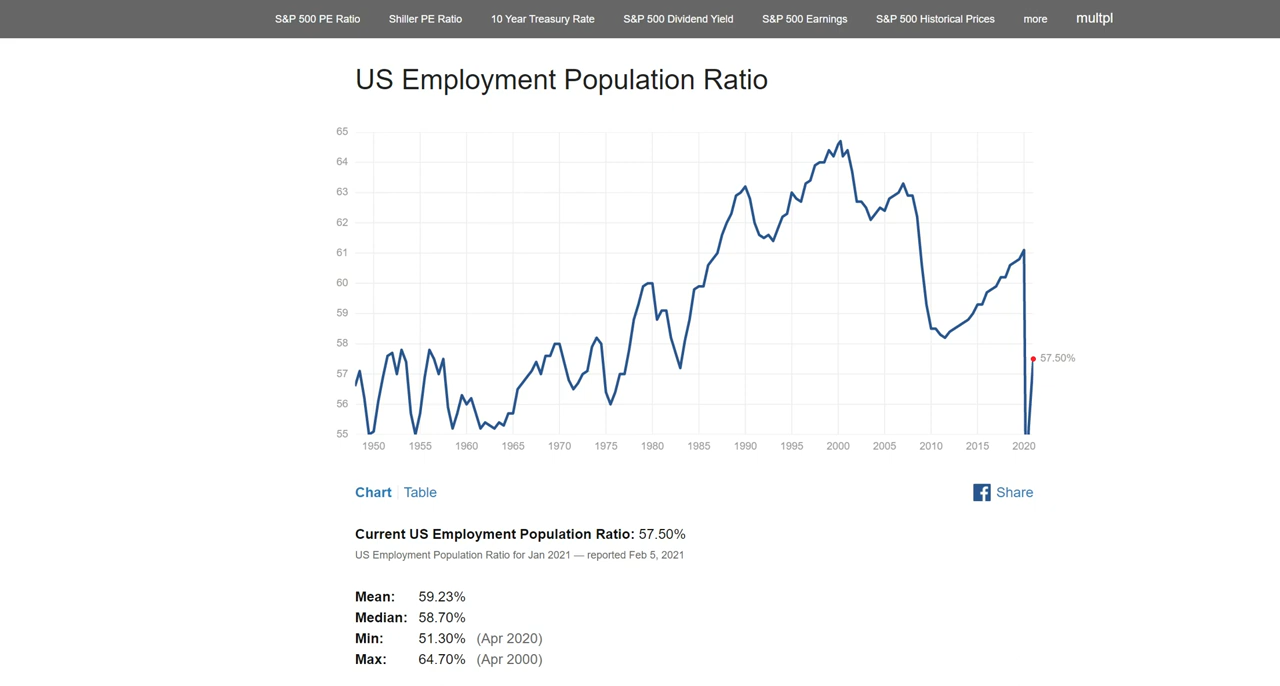 S&P 500 PE Ratio Shiller PE Ratio 10 Year Treasury Rate S&P 500 Dividend Yield S&P 500 Earnings S&P 500 Historical Prices more multpl
US Employment Population Ratio
65
64
63
62
61
60
59
58
57.50%
57
56
55
1950 1955 1960 1965 1970 1975 1980 1985 1990 1995 2000 2005 2010 2015 2020
Chart Table f Share
Current US Employment Population Ratio: 57.50%
US Employment Population Ratio for Jan 2021 — reported Feb 5, 2021
Mean: 59.23%
Median: 58.70%
Min: 51.30% (Apr 2020)
Max: 64.70% (Apr 2000)